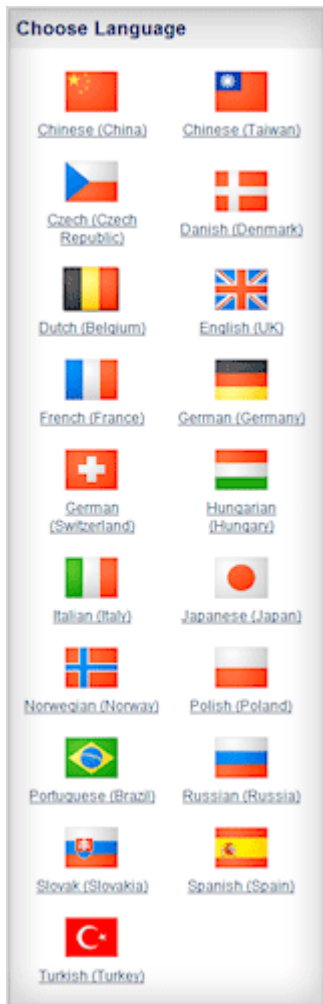 Choose Language
Chinese (China)
Chinese (Taiwan)
Czech (Czech
Republic)
Danish (Denmark)
Dutch (Belgium)
English (UK)
French (France)
German (Germany)
German
(Switzerland)
Hungarian
(Hungary)
Italian (Italy)
Japanese (Japan)
Norwegian (Norway)
Polish (Poland)
Portuguese (Brazil)
Russian (Russia)
Slovak (Slovakia)
Spanish (Spain)
Turkish (Turkey)